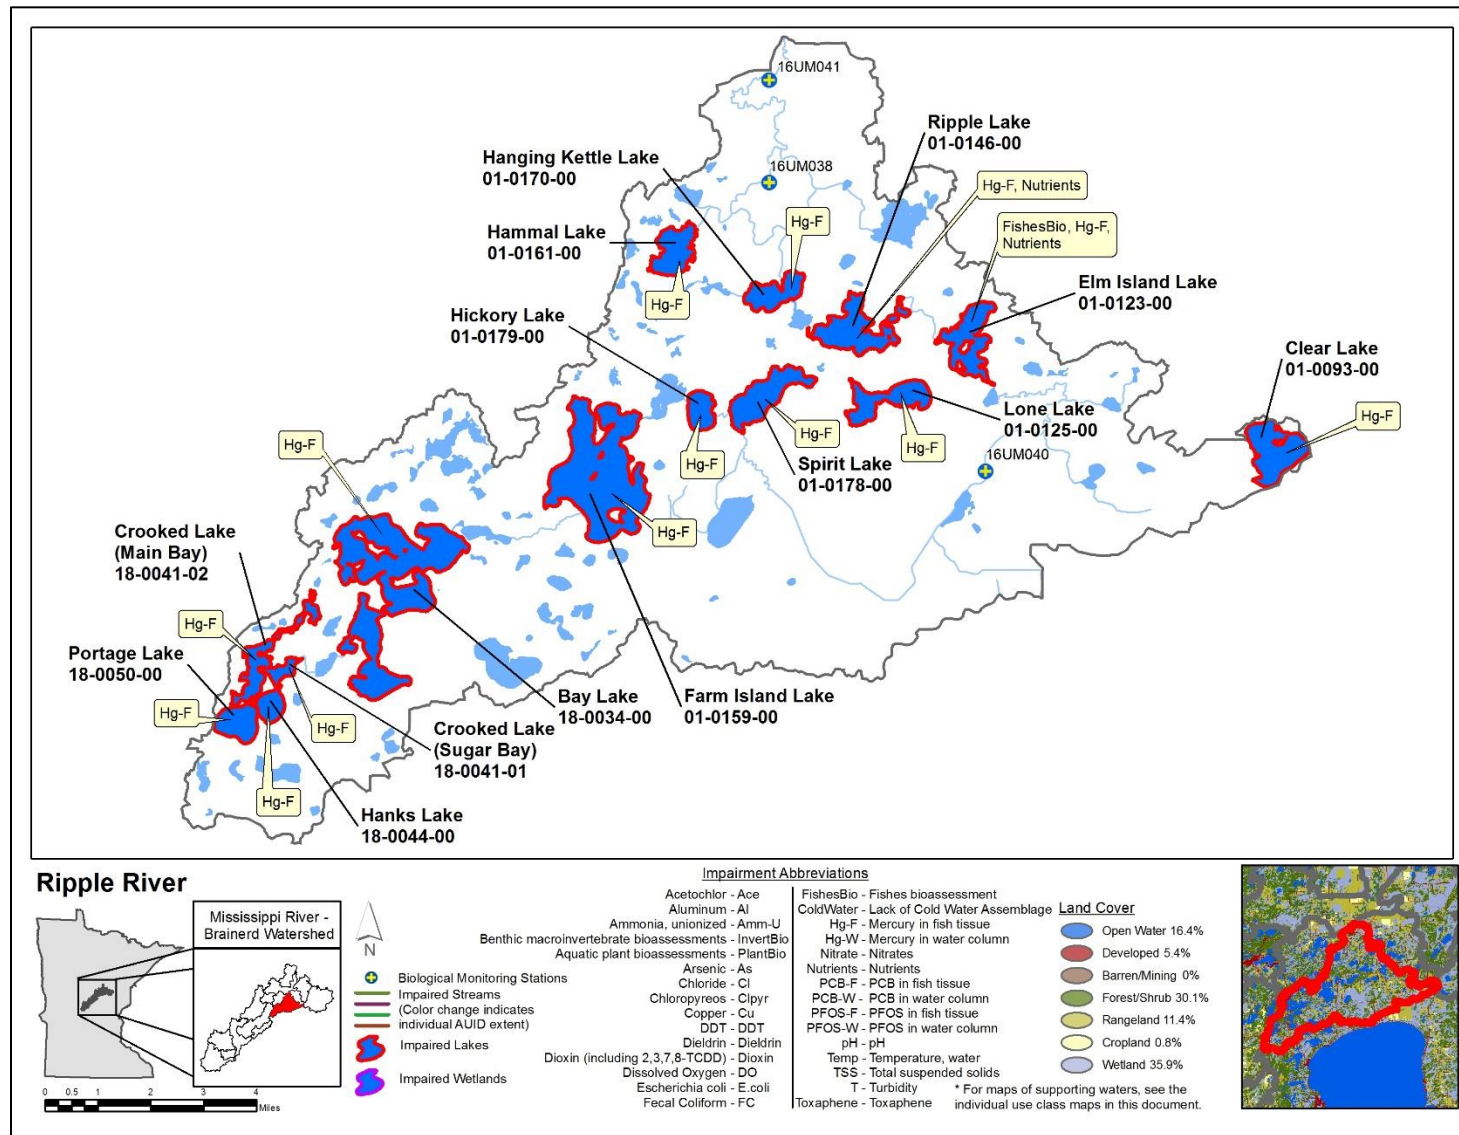 16UM041
Ripple Lake
01-0146-00
Hanging Kettle Lake
01-0170-00
16UM038
Hg-F, Nutrients
Hg-F
FishesBio, Hg-F,
Nutrients
Hammal Lake
01-0161-00
Elm Island Lake
01-0123-00
Hg-F
Hickory Lake
01-0179-00
Clear Lake
01-0093-00
Hg-F
Lone Lake
01-0125-00
Hg-F
Hg-F
Hg-F
Hg-F
16UM040
Spirit Lake
01-0178-00
Hg-F
Crooked Lake
(Main Bay)
18-0041-02
Hg-F
Portage Lake
18-0050-00
Hg-F
Hg-F
Bay Lake
18-0034-00
Farm Island Lake
01-0159-00
Crooked Lake
(Sugar Bay)
18-0041-01
Hg-F
Hanks Lake
18-0044-00
Ripple River
Mississippi River -
Brainerd Watershed
0 0.5 1 2 3 4
Miles
N
Biological Monitoring Stations
Impaired Streams
(Color change indicates
individual AUID extent)
Impaired Lakes
Impaired Wetlands
Impairment Abbreviations
Acetochlor - Ace
Aluminum - Al
Ammonia, unionized - Amm-U
Benthic macroinvertebrate bioassessments - InvertBio
Aquatic plant bioassessments - PlantBio
Arsenic - As
Chloride - Cl
Chloropyreos - Clpyr
Copper - Cu
DDT - DDT
Dieldrin - Dieldrin
Dioxin (including 2,3,7,8-TCDD) - Dioxin
Dissolved Oxygen - DO
Escherichia coli - E.coli
Fecal Coliform - FC
FishesBio - Fishes bioassessment
ColdWater - Lack of Cold Water Assemblage
Hg-F - Mercury in fish tissue
Hg-W - Mercury in water column
Nitrate - Nitrates
Nutrients - Nutrients
PCB-F - PCB in fish tissue
PCB-W - PCB in water column
PFOS-F - PFOS in fish tissue
PFOS-W - PFOS in water column
pH - pH
Temp - Temperature, water
TSS - Total suspended solids
T - Turbidity
Toxaphene - Toxaphene
Land Cover
Open Water 16.4%
Developed 5.4%
Barren/Mining 0%
Forest/Shrub 30.1%
Rangeland 11.4%
Cropland 0.8%
Wetland 35.9%
* For maps of supporting waters, see the
individual use class maps in this document.